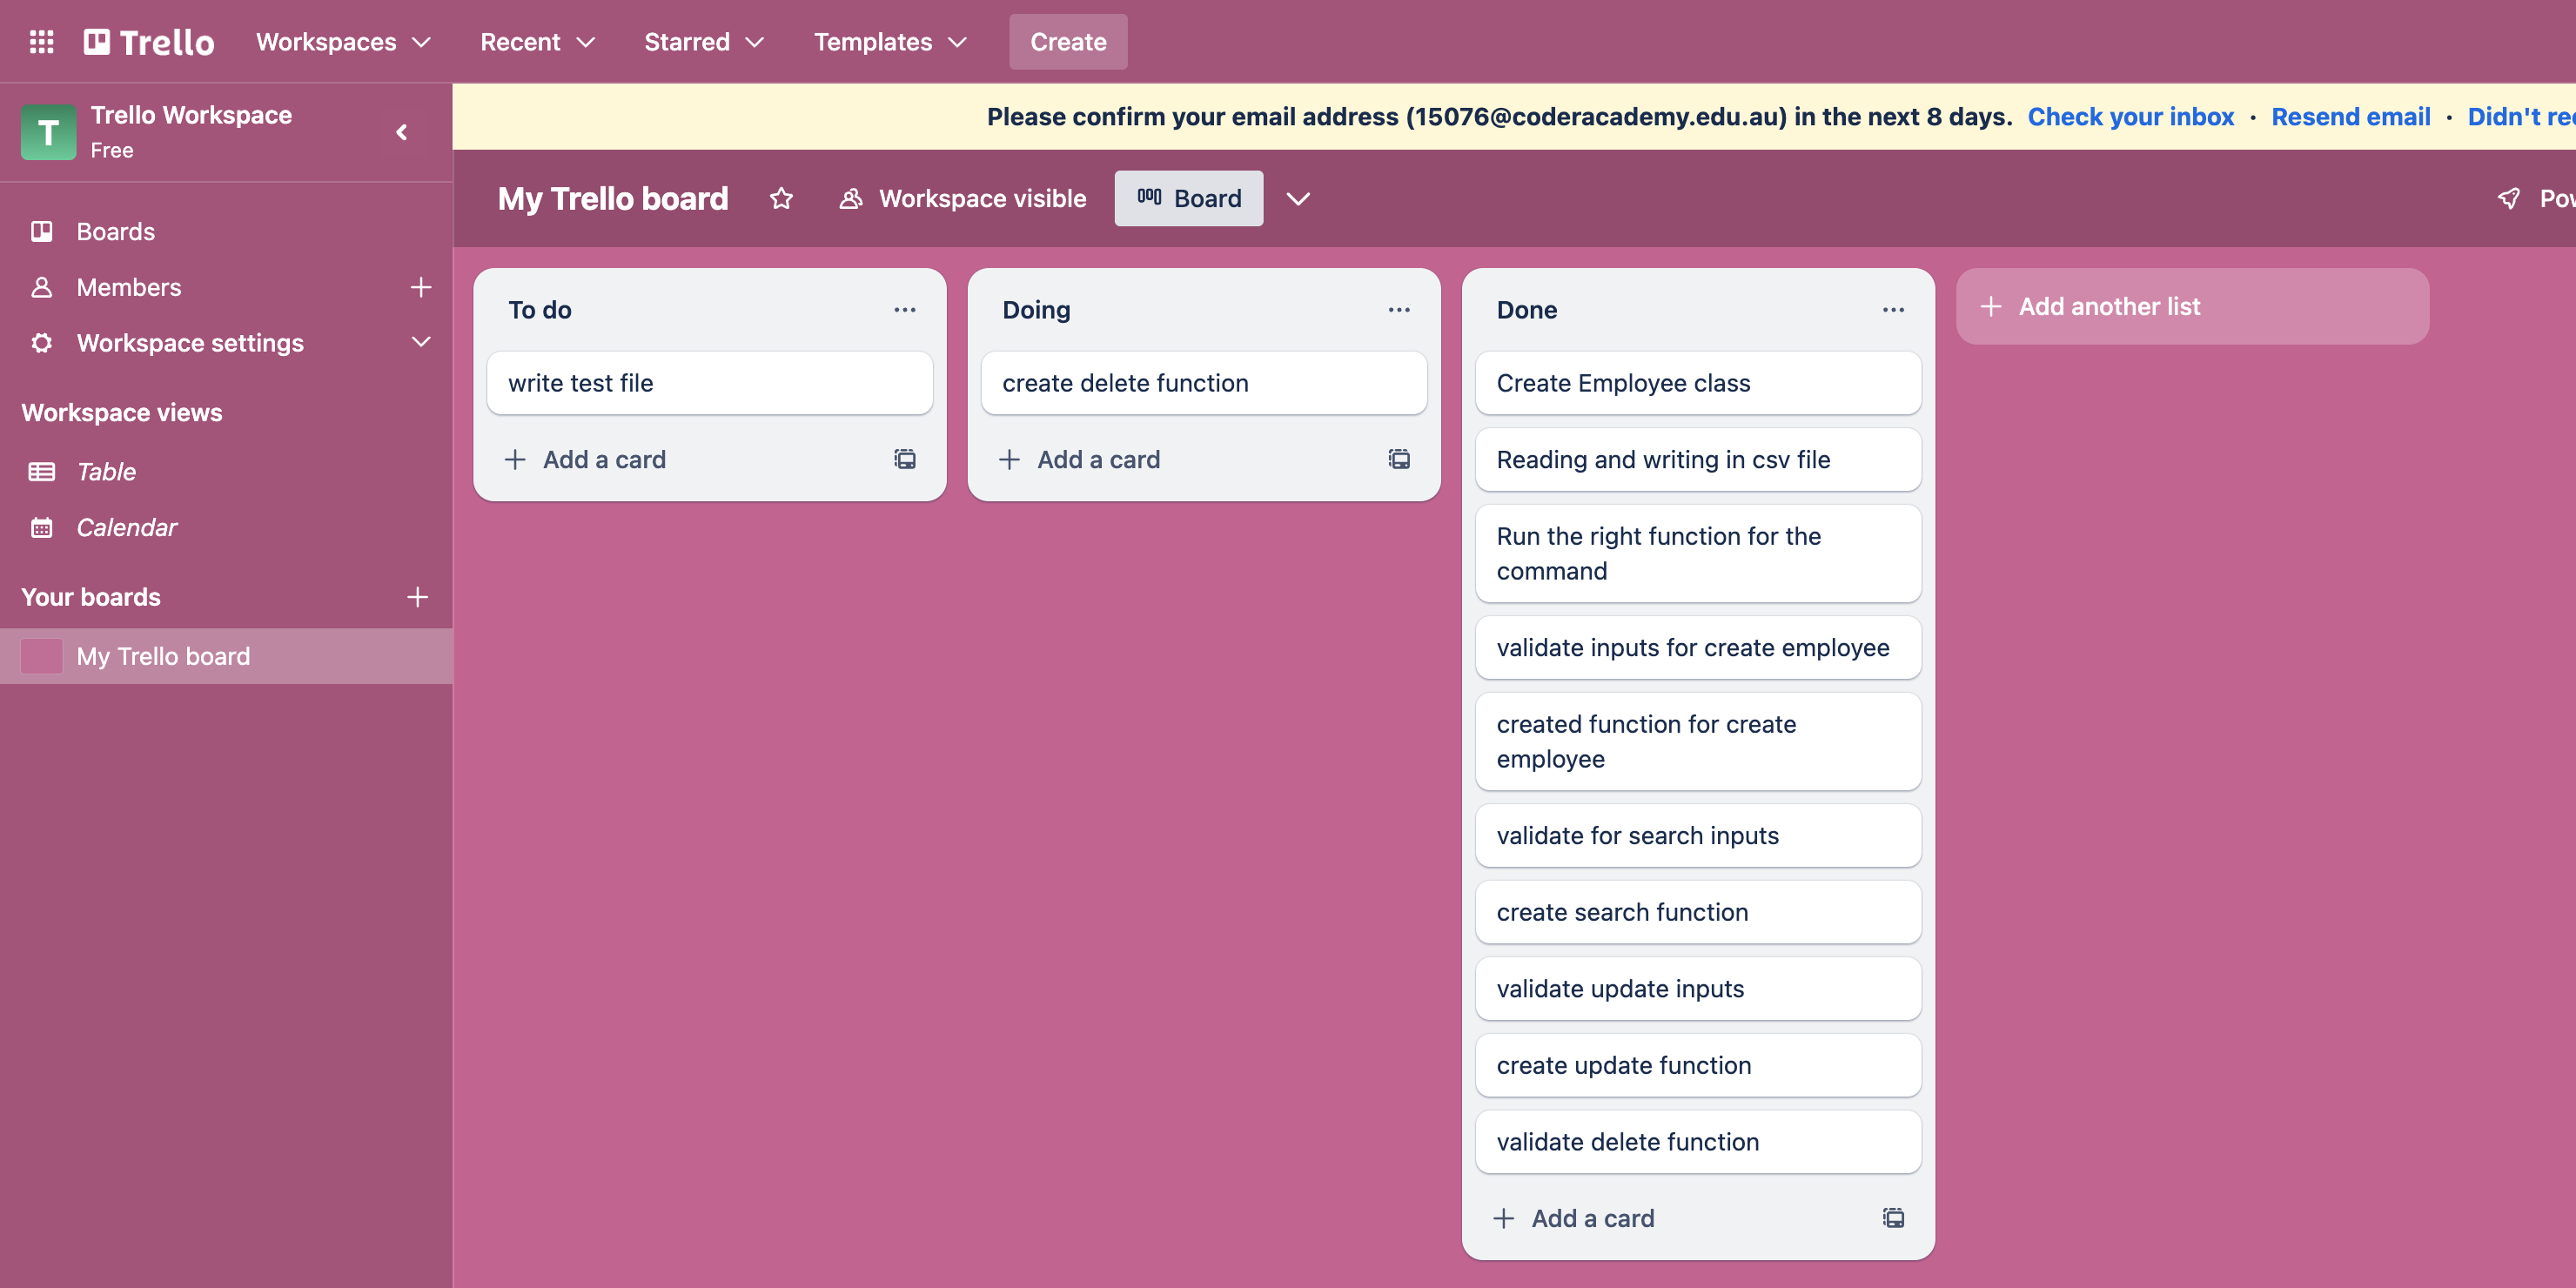 Trello
Workspaces
Recent
Starred
Templates
Create
T
Trello Workspace
Free
Boards
Members
Workspace settings
Workspace views
Table
Calendar
Your boards
My Trello board
Please confirm your email address (15076@coderacademy.edu.au) in the next 8 days. Check your inbox · Resend email · Didn't
My Trello board
Workspace visible
Board
To do
write test file
Add a card
Doing
create delete function
Add a card
Done
Create Employee class
Reading and writing in csv file
Run the right function for the
command
validate inputs for create employee
created function for create
employee
validate for search inputs
create search function
validate update inputs
create update function
validate delete function
Add a card
Add another list